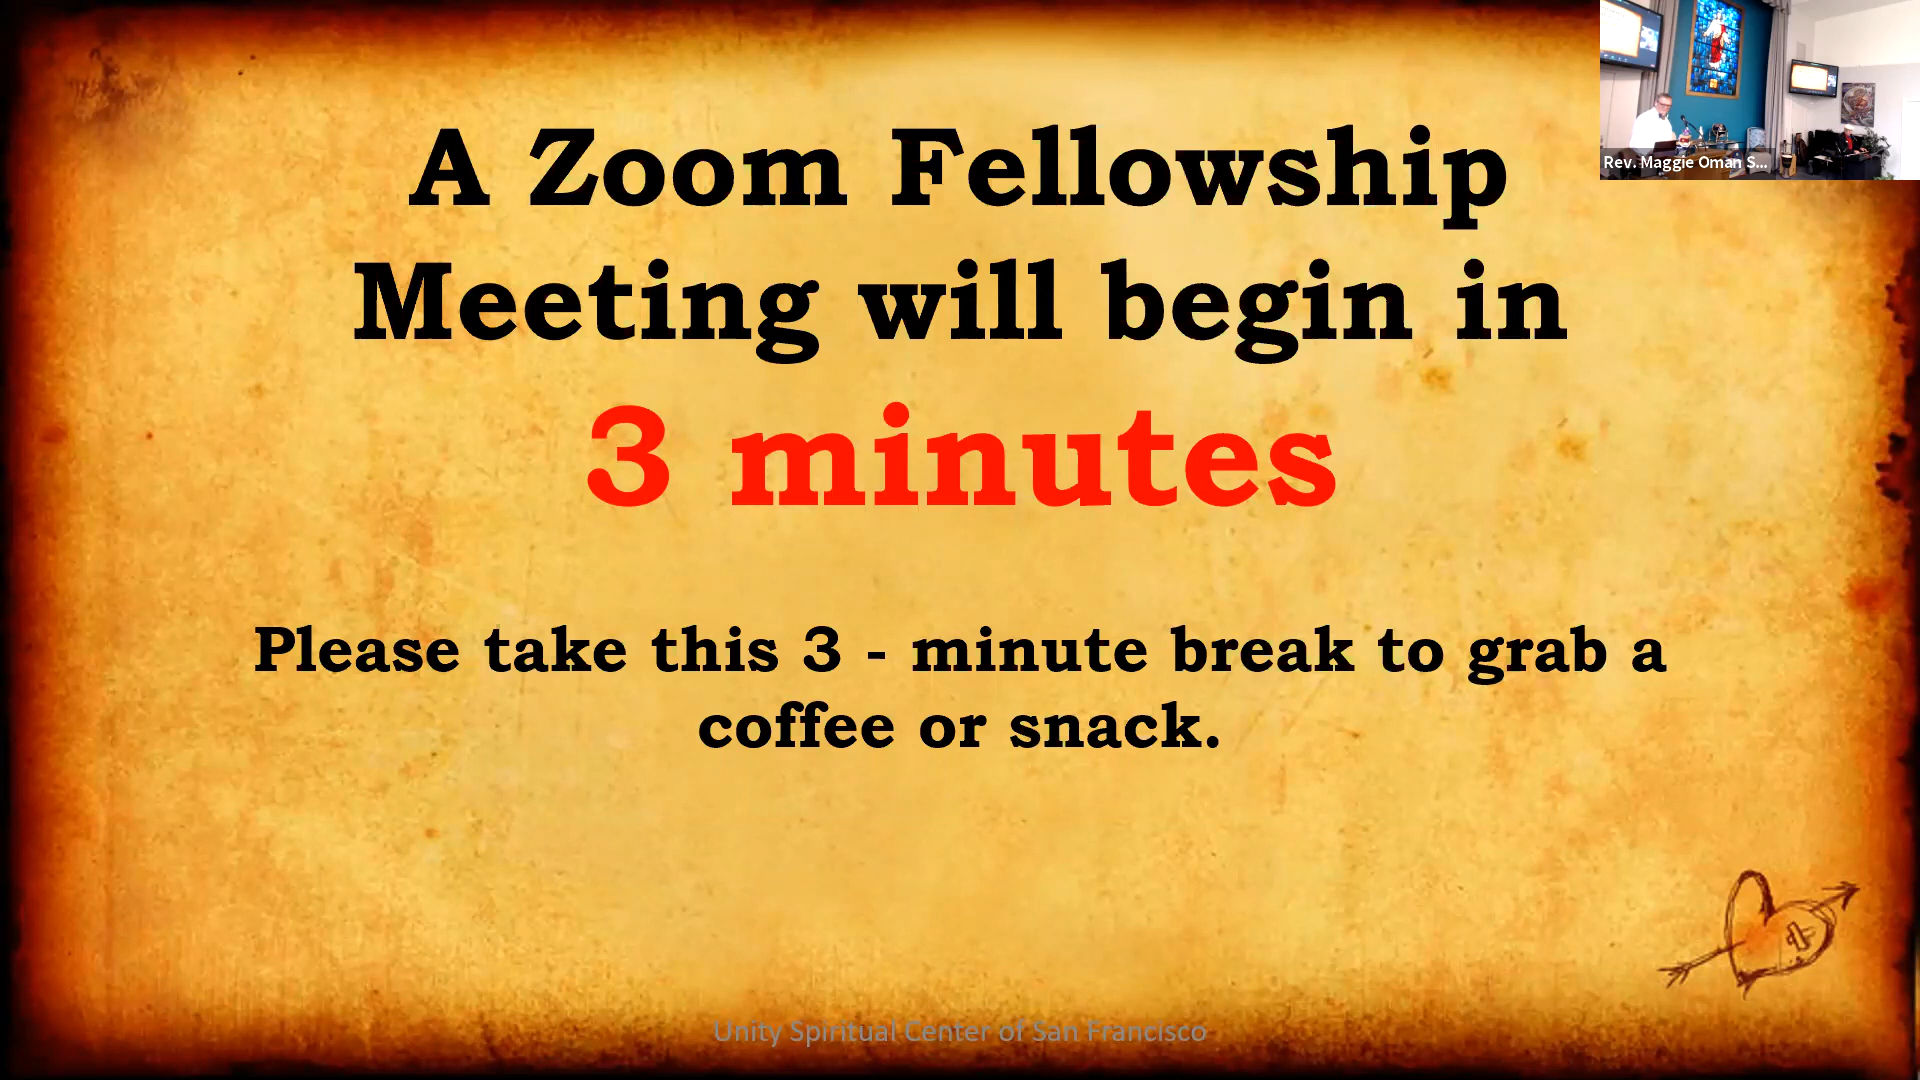 Rev. Maggie Oman S...
A Zoom Fellowship
Meeting will begin in
3 minutes
Please take this 3 - minute break to grab a
coffee or snack.
Unity Spiritual Center of San Francisco